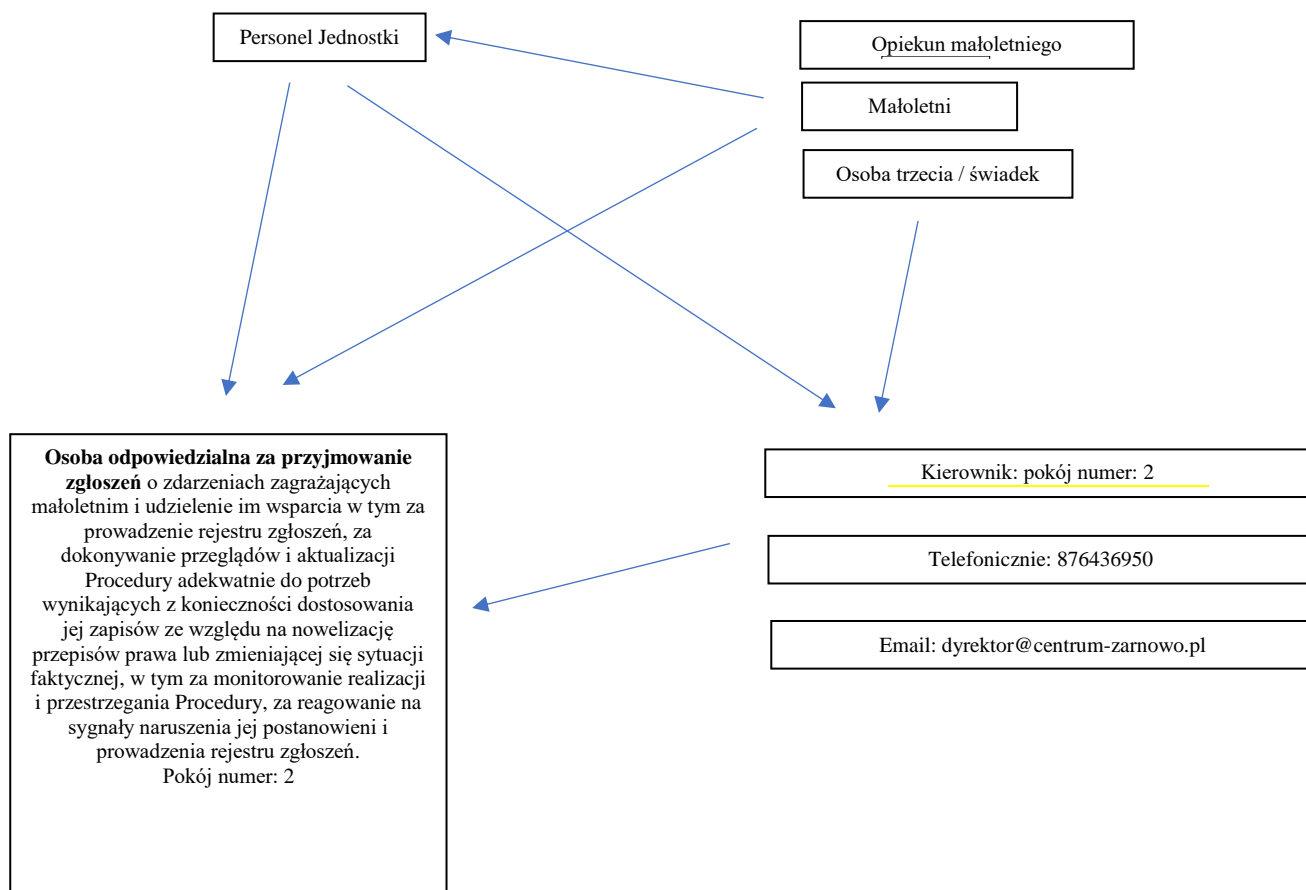 Personel Jednostki
Opiekun małoletniego
Małoletni
Osoba trzecia / świadek
Osoba odpowiedzialna za przyjmowanie
zgłoszeń o zdarzeniach zagrażających
małoletnim i udzielenie im wsparcia w tym za
prowadzenie rejestru zgłoszeń, za
dokonywanie przeglądów i aktualizacji
Procedury adekwatnie do potrzeb
wynikających z konieczności dostosowania
jej zapisów ze względu na nowelizację
przepisów prawa lub zmieniającej się sytuacji
faktycznej, w tym za monitorowanie realizacji
i przestrzegania Procedury, za reagowanie na
sygnały naruszenia jej postanowieni i
prowadzenia rejestru zgłoszeń.
Pokój numer: 2
Kierownik: pokój numer: 2
Telefonicznie: 876436950
Email: dyrektor@centrum-zarnowo.pl